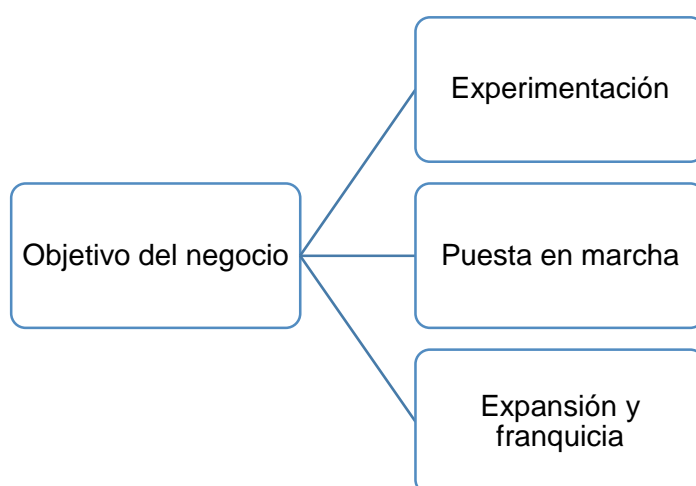 Experimentación
Objetivo del negocio
Puesta en marcha
Expansión y
franquicia